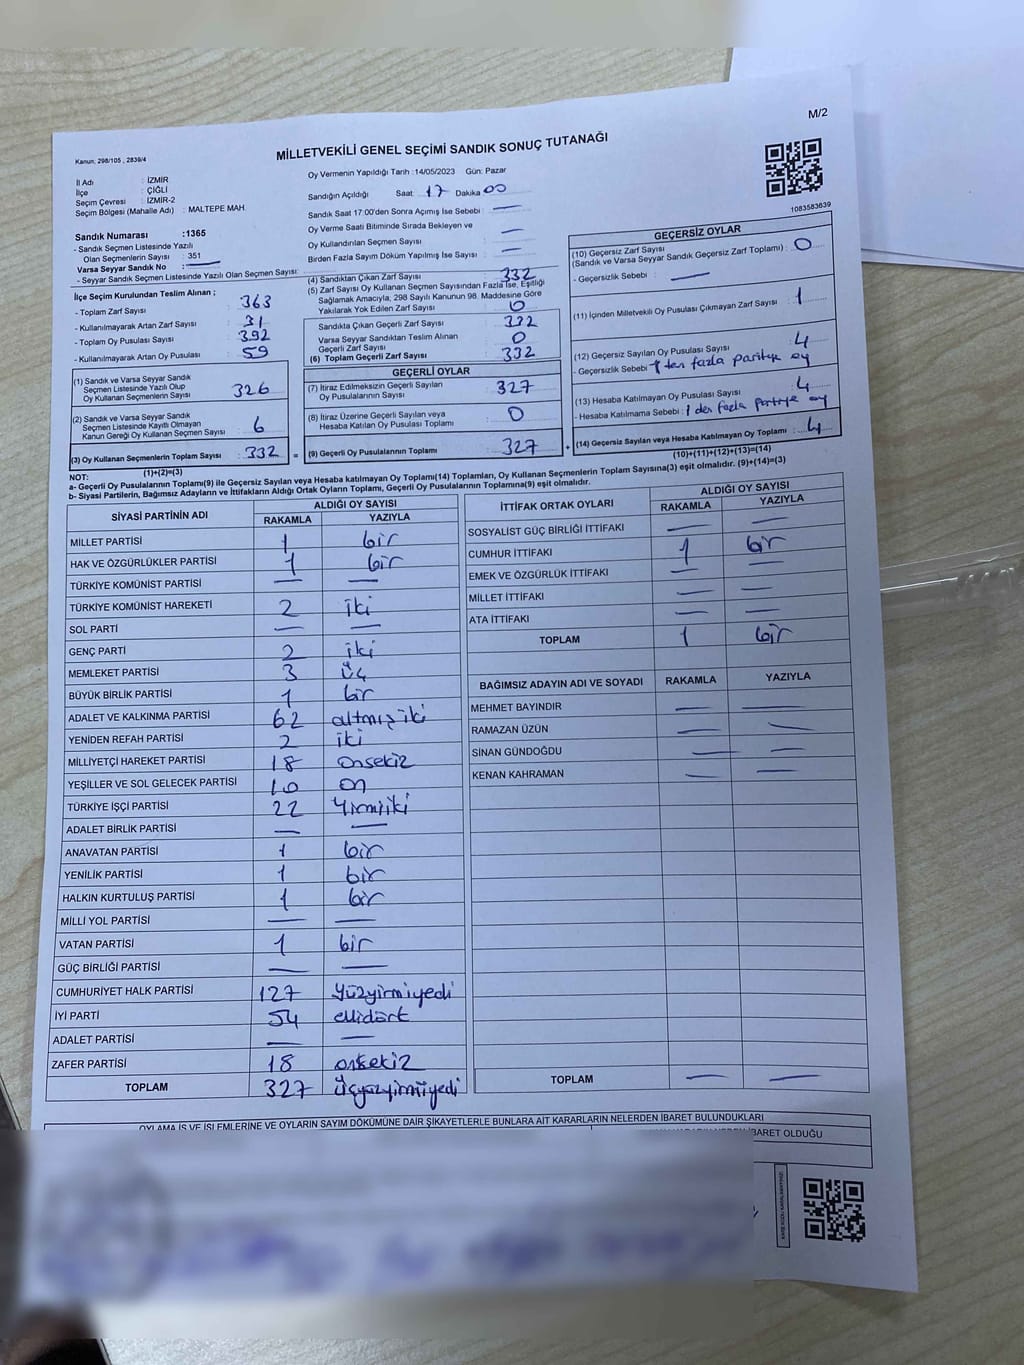 M/2
Kanun, 298/105 , 2839/4
MİLLETVEKİLİ GENEL SEÇİMİ SANDIK SONUÇ TUTANAĞI
İl Adı : İZMİR
İlçe : ÇİĞLİ
Seçim Çevresi : İZMİR-2
Seçim Bölgesi (Mahalle Adı) : MALTEPE MAH.
Sandık Numarası :1365
- Sandık Seçmen Listesinde Yazılı
Olan Seçmenlerin Sayısı : 351
Varsa Seyyar Sandık No : —
- Seyyar Sandık Seçmen Listesinde Yazılı Olan Seçmen Sayısı:
İlçe Seçim Kurulundan Teslim Alınan ;
- Toplam Zarf Sayısı : 363
- Kullanılmayarak Artan Zarf Sayısı : 31
- Toplam Oy Pusulası Sayısı : 392
- Kullanılmayarak Artan Oy Pusulası : 59
(1) Sandık ve Varsa Seyyar Sandık
Seçmen Listesinde Yazılı Olup
Oy Kullanan Seçmenlerin Sayısı : 326
(2) Sandık ve Varsa Seyyar Sandık
Seçmen Listesinde Kayıtlı Olmayan
Kanun Gereği Oy Kullanan Seçmen Sayısı : 6
(3) Oy Kullanan Seçmenlerin Toplam Sayısı : 332 =
(1)+(2)=(3)
Oy Vermenin Yapıldığı Tarih : 14/05/2023 Gün: Pazar
Sandığın Açıldığı Saat 17 Dakika 00
Sandık Saat 17:00'den Sonra Açılmış İse Sebebi : —
Oy Verme Saati Bitiminde Sırada Bekleyen ve
Oy Kullandırılan Seçmen Sayısı : —
Birden Fazla Sayım Döküm Yapılmış İse Sayısı : —
(4) Sandıktan Çıkan Zarf Sayısı : 332
(5) Zarf Sayısı Oy Kullanan Seçmen Sayısından Fazla İse, Eşitliği
Sağlamak Amacıyla, 298 Sayılı Kanunun 98. Maddesine Göre
Yakılarak Yok Edilen Zarf Sayısı : 0
Sandıkta Çıkan Geçerli Zarf Sayısı : 332
Varsa Seyyar Sandıktan Teslim Alınan
Geçerli Zarf Sayısı : 0
(6) Toplam Geçerli Zarf Sayısı : 332
GEÇERLİ OYLAR
(7) İtiraz Edilmeksizin Geçerli Sayılan
Oy Pusulalarının Sayısı : 327
(8) İtiraz Üzerine Geçerli Sayılan veya
Hesaba Katılan Oy Pusulası Toplamı : 0
(9) Geçerli Oy Pusulalarının Toplamı : 327 +
1083583639
GEÇERSİZ OYLAR
(10) Geçersiz Zarf Sayısı
(Sandık ve Varsa Seyyar Sandık Geçersiz Zarf Toplamı) : 0
- Geçersizlik Sebebi : —
(11) İçinden Milletvekili Oy Pusulası Çıkmayan Zarf Sayısı : 1
(12) Geçersiz Sayılan Oy Pusulası Sayısı : 4
- Geçersizlik Sebebi 1 den fazla partiye oy
(13) Hesaba Katılmayan Oy Pusulası Sayısı : 4
- Hesaba Katılmama Sebebi : 1 den fazla partiye oy
(14) Geçersiz Sayılan veya Hesaba Katılmayan Oy Toplamı : 4
(10)+(11)+(12)+(13)=(14)
NOT:
a- Geçerli Oy Pusulalarının Toplamı(9) ile Geçersiz Sayılan veya Hesaba katılmayan Oy Toplamı(14) Toplamları, Oy Kullanan Seçmenlerin Toplam Sayısına(3) eşit olmalıdır. (9)+(14)=(3)
b- Siyasi Partilerin, Bağımsız Adayların ve İttifakların Aldığı Ortak Oyların Toplamı, Geçerli Oy Pusulalarının Toplamına(9) eşit olmalıdır.
SİYASİ PARTİNİN ADI ALDIĞI OY SAYISI
RAKAMLA YAZIYLA
MİLLET PARTİSİ 1 bir
HAK VE ÖZGÜRLÜKLER PARTİSİ 1 bir
TÜRKİYE KOMÜNİST PARTİSİ — —
TÜRKİYE KOMÜNİST HAREKETİ 2 iki
SOL PARTİ — —
GENÇ PARTİ 2 iki
MEMLEKET PARTİSİ 3 üç
BÜYÜK BİRLİK PARTİSİ 1 bir
ADALET VE KALKINMA PARTİSİ 62 altmışiki
YENİDEN REFAH PARTİSİ 2 iki
MİLLİYETÇİ HAREKET PARTİSİ 18 onsekiz
YEŞİLLER VE SOL GELECEK PARTİSİ 10 on
TÜRKİYE İŞÇİ PARTİSİ 22 Yirmiiki
ADALET BİRLİK PARTİSİ — —
ANAVATAN PARTİSİ 1 bir
YENİLİK PARTİSİ 1 bir
HALKIN KURTULUŞ PARTİSİ 1 bir
MİLLİ YOL PARTİSİ — —
VATAN PARTİSİ 1 bir
GÜÇ BİRLİĞİ PARTİSİ — —
CUMHURİYET HALK PARTİSİ 127 Yüzyirmiyedi
İYİ PARTİ 54 ellidört
ADALET PARTİSİ — —
ZAFER PARTİSİ 18 onsekiz
TOPLAM 327 üçyüzyirmiyedi
İTTİFAK ORTAK OYLARI ALDIĞI OY SAYISI
RAKAMLA YAZIYLA
SOSYALİST GÜÇ BİRLİĞİ İTTİFAKI — —
CUMHUR İTTİFAKI 1 bir
EMEK VE ÖZGÜRLÜK İTTİFAKI — —
MİLLET İTTİFAKI — —
ATA İTTİFAKI — —
TOPLAM 1 bir
BAĞIMSIZ ADAYIN ADI VE SOYADI RAKAMLA YAZIYLA
MEHMET BAYINDIR — —
RAMAZAN ÜZÜN — —
SİNAN GÜNDOĞDU — —
KENAN KAHRAMAN — —
TOPLAM — —
OYLAMA İŞ VE İŞLEMLERİNE VE OYLARIN SAYIM DÖKÜMÜNE DAİR ŞİKAYETLERLE BUNLARA AİT KARARLARIN NELERDEN İBARET BULUNDUKLARI
İBARET OLDUĞU